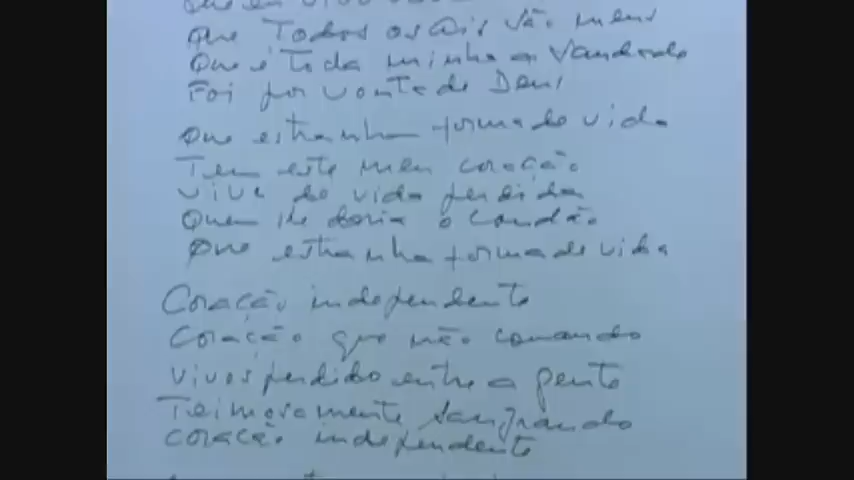 Que Todos os ais são meus
Que é Toda minha a saudade
Foi por vontade de Deus
Que estranha forma de vida
Tem este meu coração
Vive de vida perdida
Quem lhe daria o condão
Que estranha forma de vida
Coração independente
Coração que não comando
Vives perdido entre a gente
Teimosamente sangrando
Coração independente